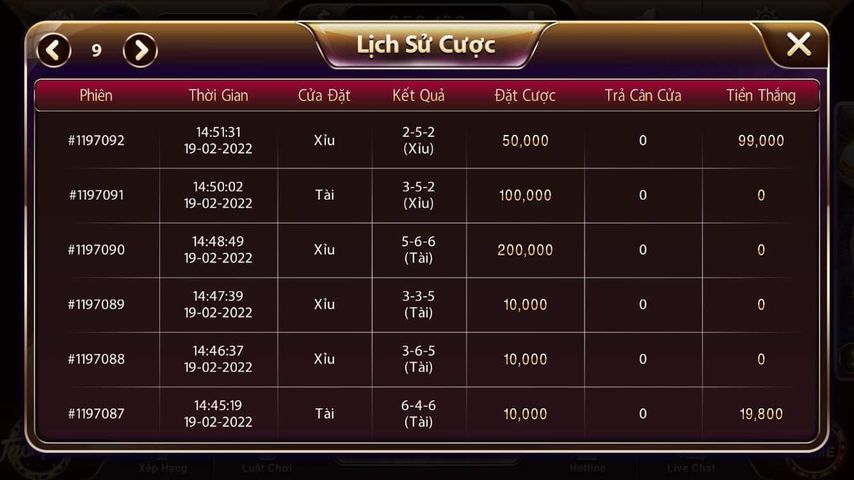 Lịch Sử Cược
9
Phiên Thời Gian Cửa Đặt Kết Quả Đặt Cược Trả Cân Cửa Tiền Thắng
#1197092 14:51:31 19-02-2022 Xỉu 2-5-2 (Xỉu) 50,000 0 99,000
#1197091 14:50:02 19-02-2022 Tài 3-5-2 (Xỉu) 100,000 0 0
#1197090 14:48:49 19-02-2022 Xỉu 5-6-6 (Tài) 200,000 0 0
#1197089 14:47:39 19-02-2022 Xỉu 3-3-5 (Tài) 10,000 0 0
#1197088 14:46:37 19-02-2022 Xỉu 3-6-5 (Tài) 10,000 0 0
#1197087 14:45:19 19-02-2022 Tài 6-4-6 (Tài) 10,000 0 19,800
Xếp Hạng Luật Chơi Hotline Live Chat